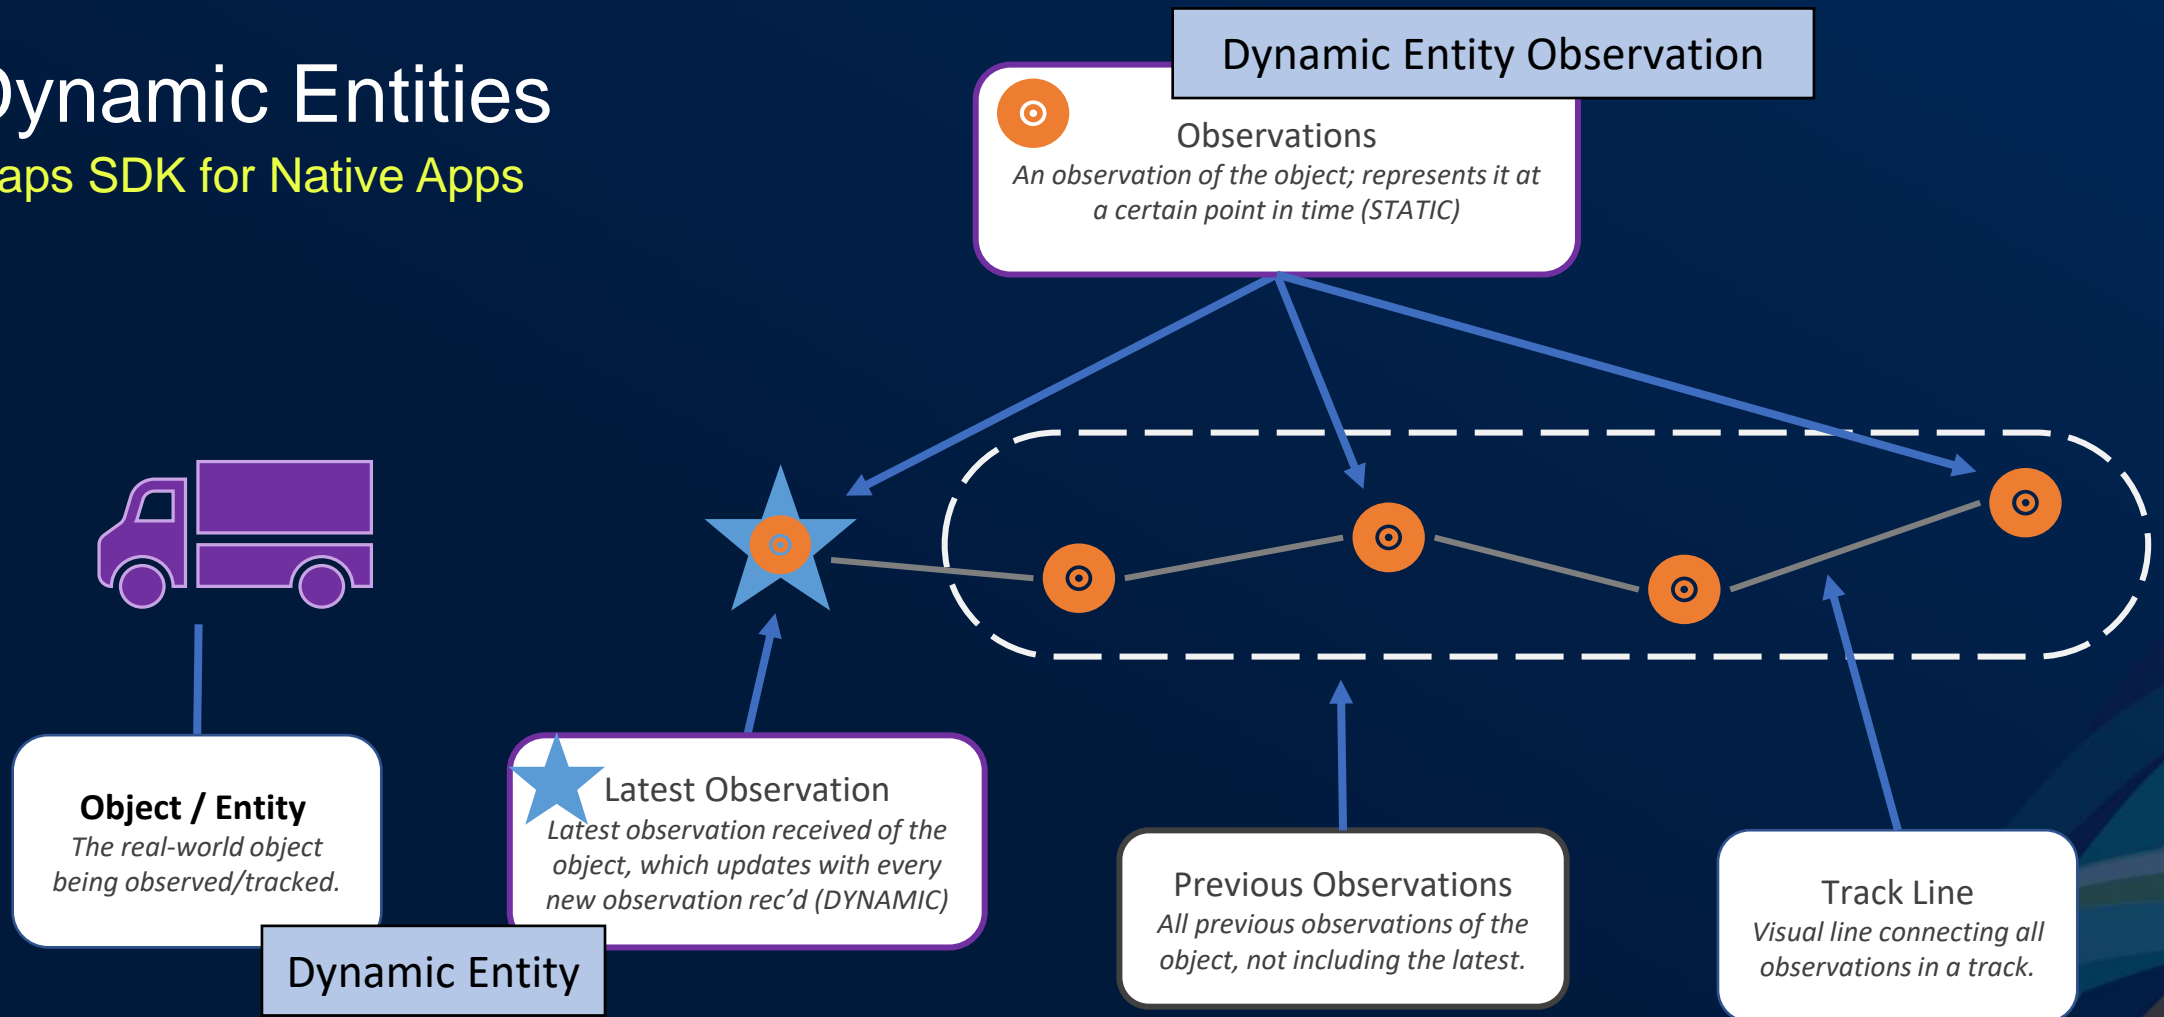 Dynamic Entities
aps SDK for Native Apps
Dynamic Entity Observation
Observations
An observation of the object; represents it at
a certain point in time (STATIC)
Object / Entity
The real-world object
being observed/tracked.
Dynamic Entity
Latest Observation
Latest observation received of the
object, which updates with every
new observation rec’d (DYNAMIC)
Previous Observations
All previous observations of the
object, not including the latest.
Track Line
Visual line connecting all
observations in a track.